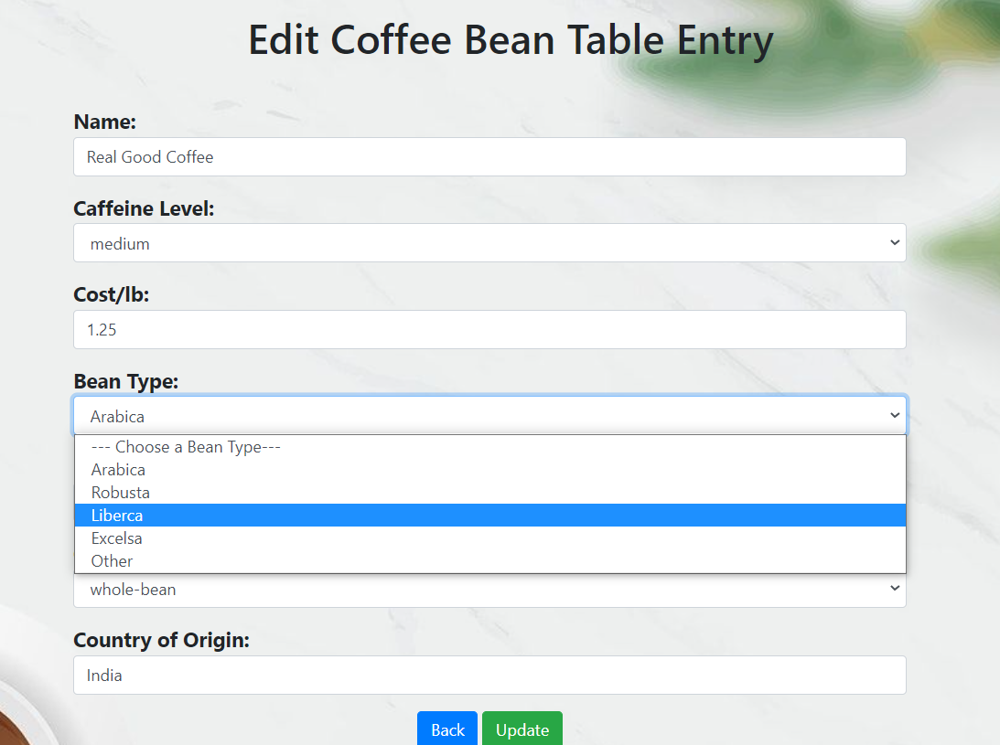 Edit Coffee Bean Table Entry
Name:
Real Good Coffee
Caffeine Level:
medium
Cost/lb:
1.25
Bean Type:
Arabica
--- Choose a Bean Type---
Arabica
Robusta
Liberca
Excelsa
Other
whole-bean
Country of Origin:
India
Back Update